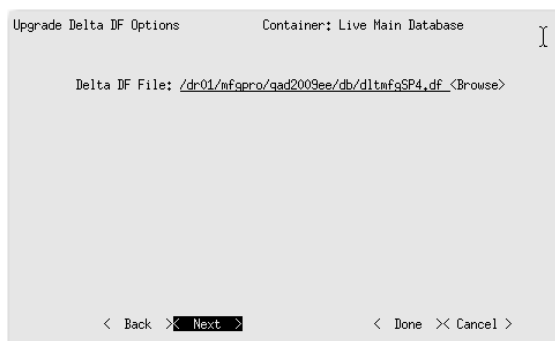 Upgrade Delta DF Options Container: Live Main Database
Delta DF File: /dr01/mfgpro/qad2009ee/db/dltmfgSP4.df <Browse>
< Back >< Next > < Done >< Cancel >